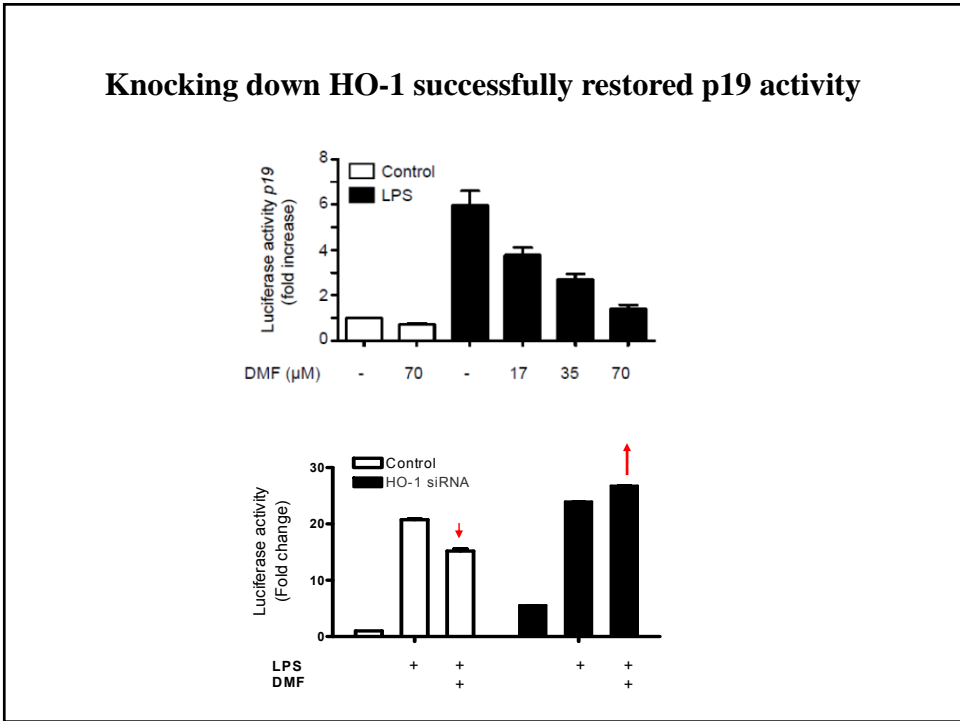 Knocking down HO-1 successfully restored p19 activity
Luciferase activity p19
(fold increase)
8
6
4
2
0
Control
LPS
DMF (µM) - 70 - 17 35 70
Luciferase activity
(Fold change)
30
20
10
0
Control
HO-1 siRNA
LPS + + + +
DMF + +